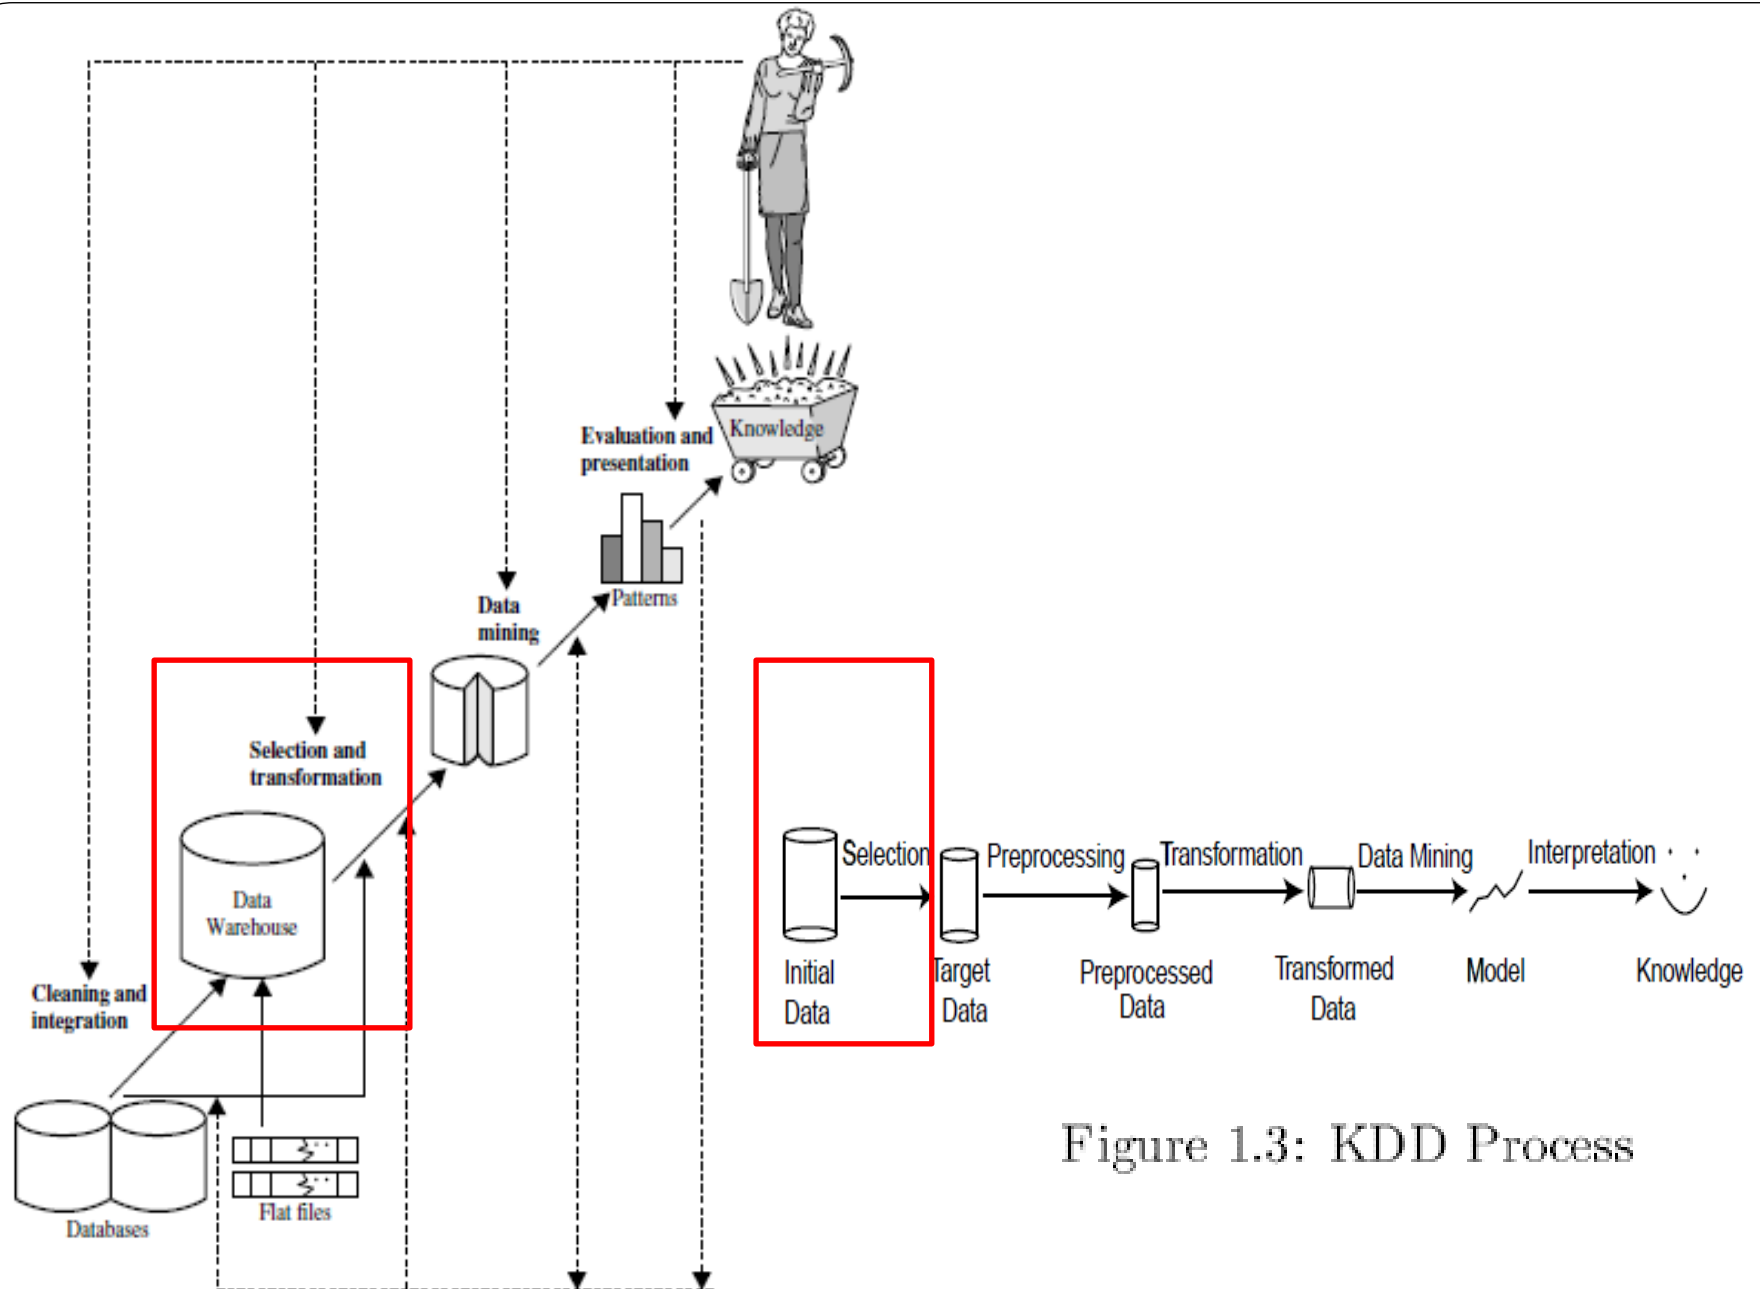 Knowledge
Evaluation and
presentation
Patterns
Data
mining
Selection and
transformation
Data
Warehouse
Cleaning and
integration
Databases
Flat files
Selection
Preprocessing
Transformation
Data Mining
Interpretation
Initial
Data
Target
Data
Preprocessed
Data
Transformed
Data
Model
Knowledge
Figure 1.3: KDD Process